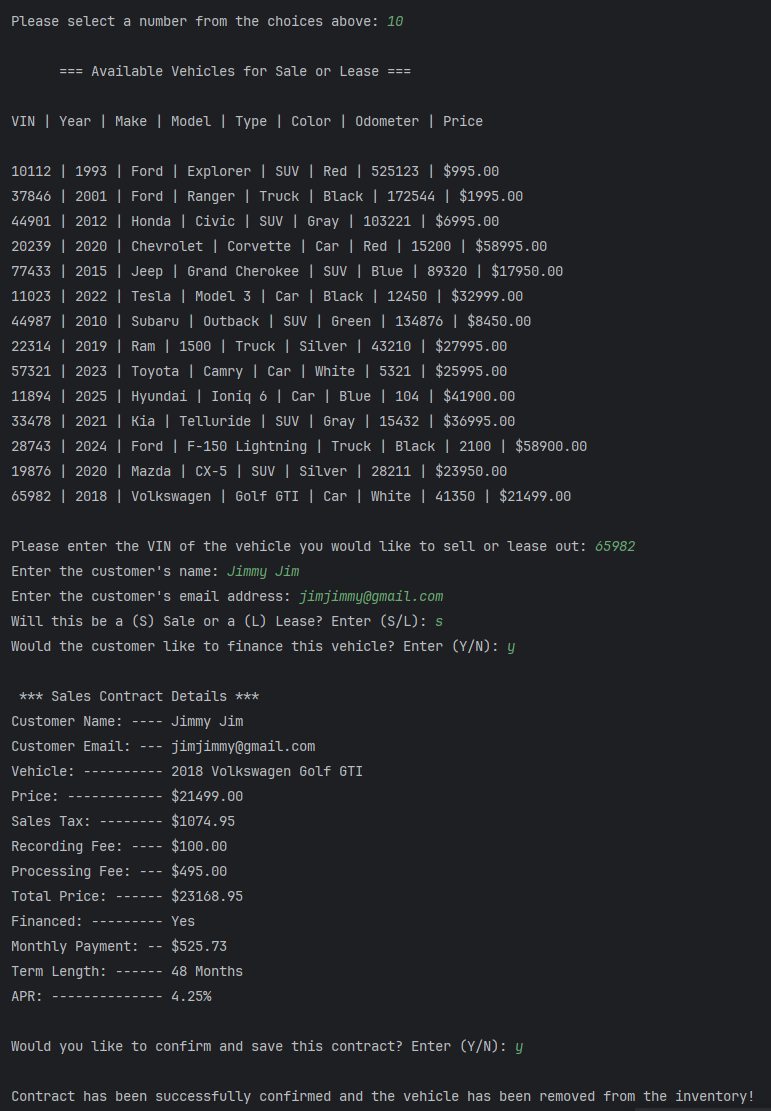 Please select a number from the choices above: 10
=== Available Vehicles for Sale or Lease ===
VIN | Year | Make | Model | Type | Color | Odometer | Price
10112 | 1993 | Ford | Explorer | SUV | Red | 525123 | $995.00
37846 | 2001 | Ford | Ranger | Truck | Black | 172544 | $1995.00
44901 | 2012 | Honda | Civic | SUV | Gray | 103221 | $6995.00
20239 | 2020 | Chevrolet | Corvette | Car | Red | 15200 | $58995.00
77433 | 2015 | Jeep | Grand Cherokee | SUV | Blue | 89320 | $17950.00
11023 | 2022 | Tesla | Model 3 | Car | Black | 12450 | $32999.00
44987 | 2010 | Subaru | Outback | SUV | Green | 134876 | $8450.00
22314 | 2019 | Ram | 1500 | Truck | Silver | 43210 | $27995.00
57321 | 2023 | Toyota | Camry | Car | White | 5321 | $25995.00
11894 | 2025 | Hyundai | Ioniq 6 | Car | Blue | 104 | $41900.00
33478 | 2021 | Kia | Telluride | SUV | Gray | 15432 | $36995.00
28743 | 2024 | Ford | F-150 Lightning | Truck | Black | 2100 | $58900.00
19876 | 2020 | Mazda | CX-5 | SUV | Silver | 28211 | $23950.00
65982 | 2018 | Volkswagen | Golf GTI | Car | White | 41350 | $21499.00
Please enter the VIN of the vehicle you would like to sell or lease out: 65982
Enter the customer's name: Jimmy Jim
Enter the customer's email address: jimjimmy@gmail.com
Will this be a (S) Sale or a (L) Lease? Enter (S/L): s
Would the customer like to finance this vehicle? Enter (Y/N): y
*** Sales Contract Details ***
Customer Name: ---- Jimmy Jim
Customer Email: --- jimjimmy@gmail.com
Vehicle: ---------- 2018 Volkswagen Golf GTI
Price: ------------ $21499.00
Sales Tax: -------- $1074.95
Recording Fee: ---- $100.00
Processing Fee: --- $495.00
Total Price: ------ $23168.95
Financed: --------- Yes
Monthly Payment: -- $525.73
Term Length: ------ 48 Months
APR: -------------- 4.25%
Would you like to confirm and save this contract? Enter (Y/N): y
Contract has been successfully confirmed and the vehicle has been removed from the inventory!